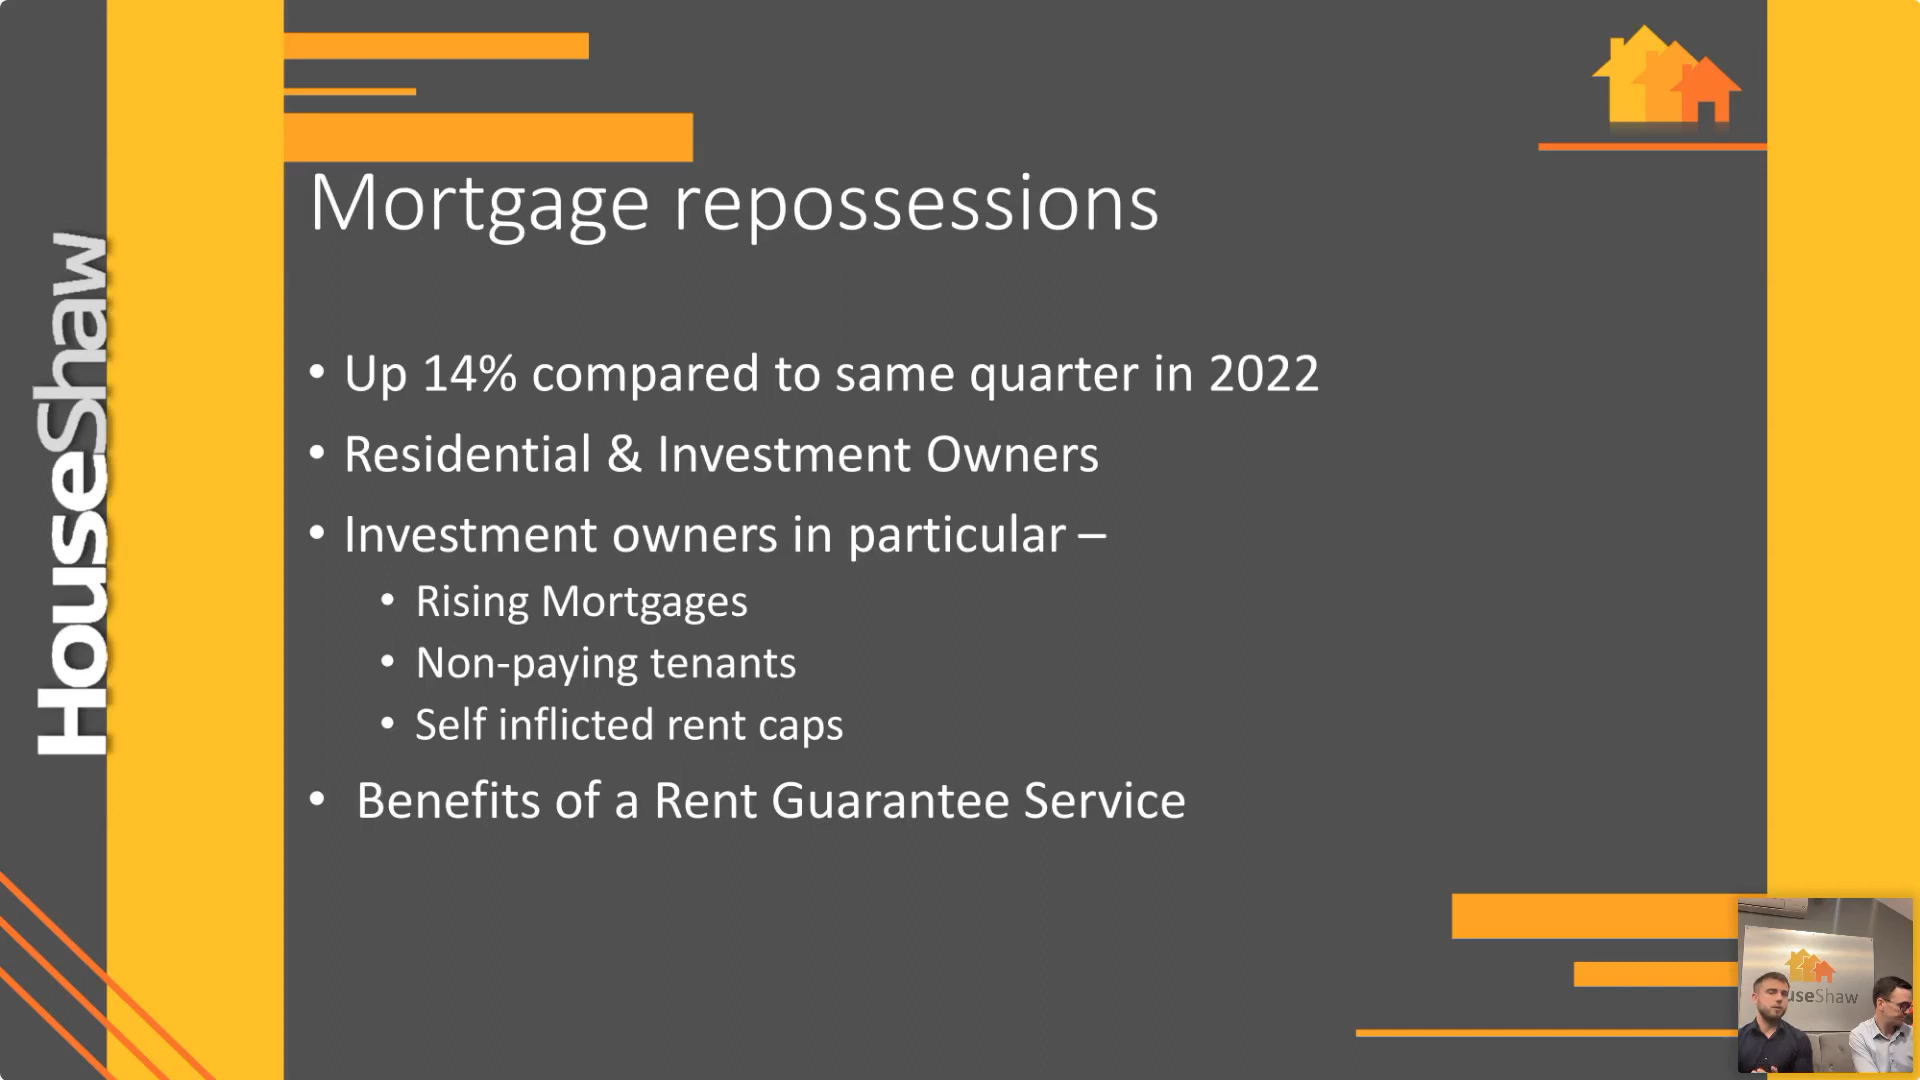 HouseShaw
Mortgage repossessions
• Up 14% compared to same quarter in 2022
• Residential & Investment Owners
• Investment owners in particular –
• Rising Mortgages
• Non-paying tenants
• Self inflicted rent caps
• Benefits of a Rent Guarantee Service
useShaw